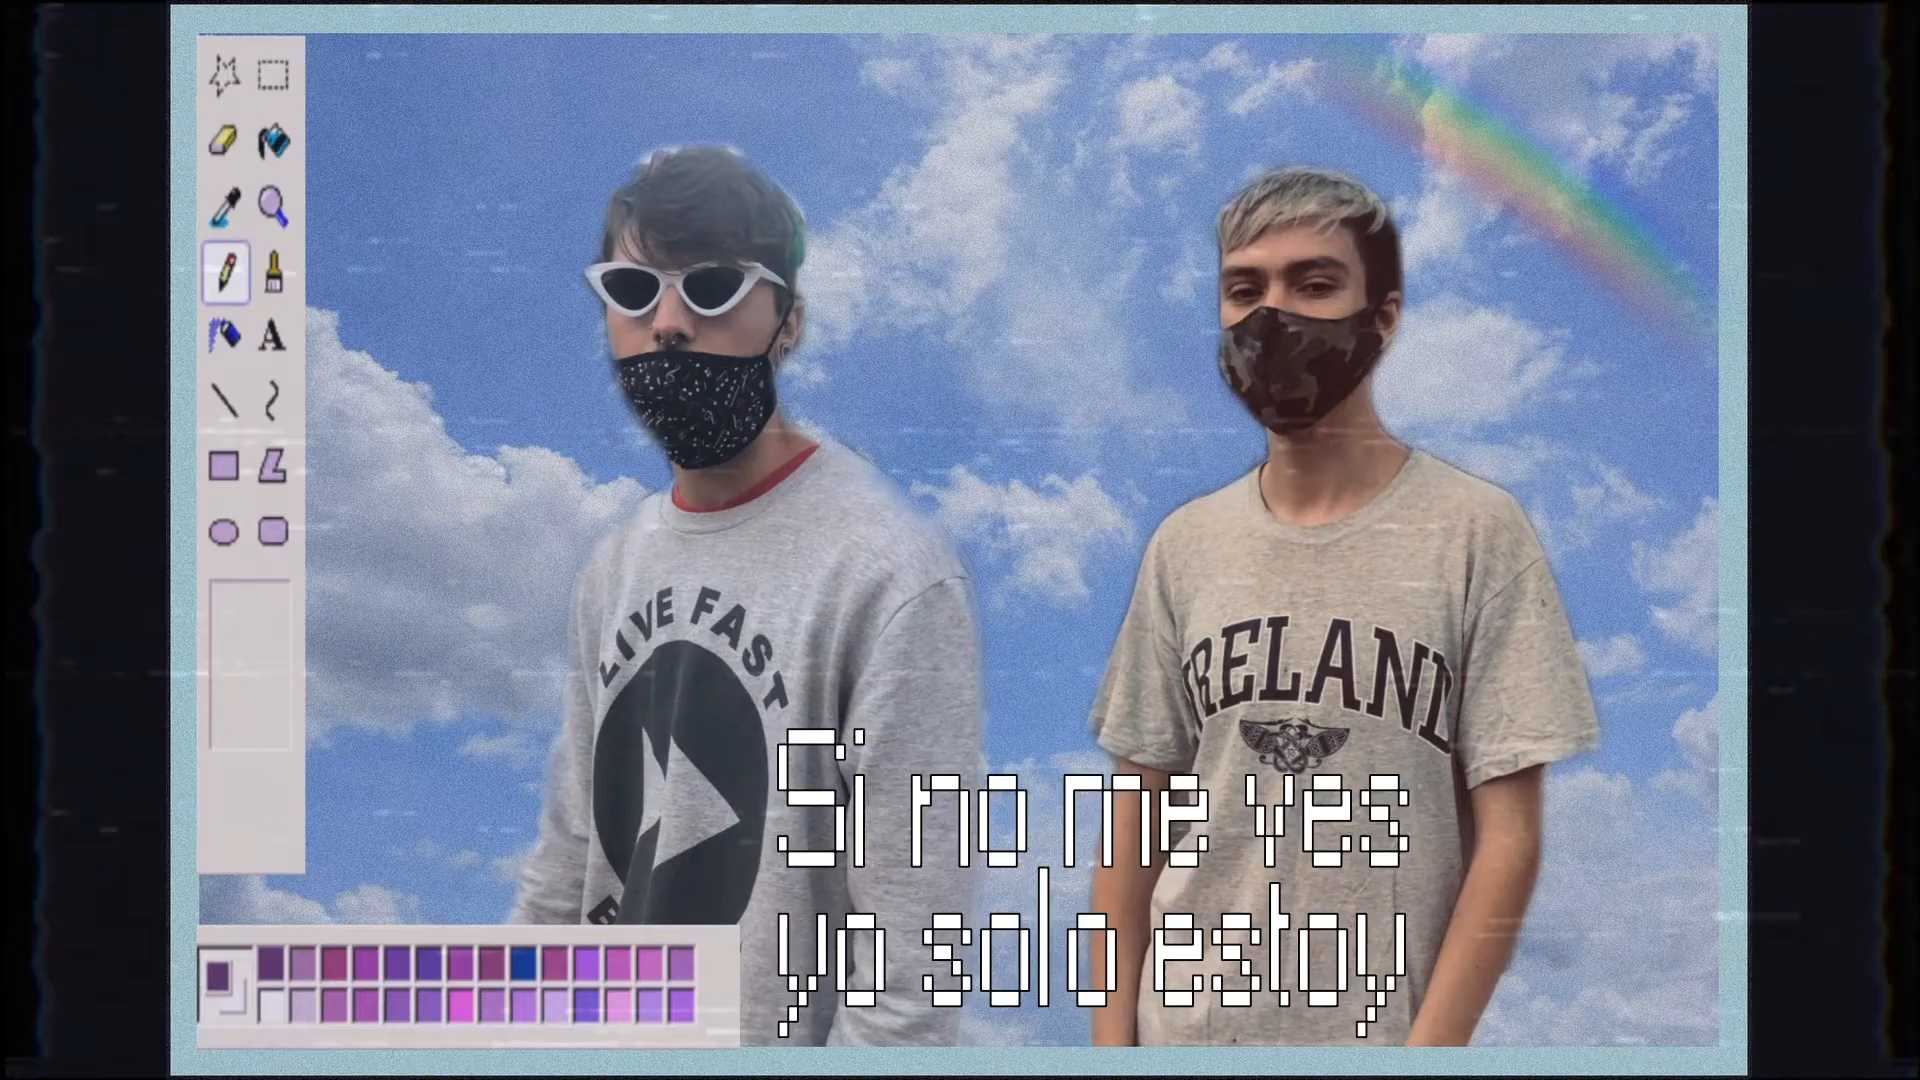 A
LIVE FAST
IRELAND
Si no me ves
yo solo estoy